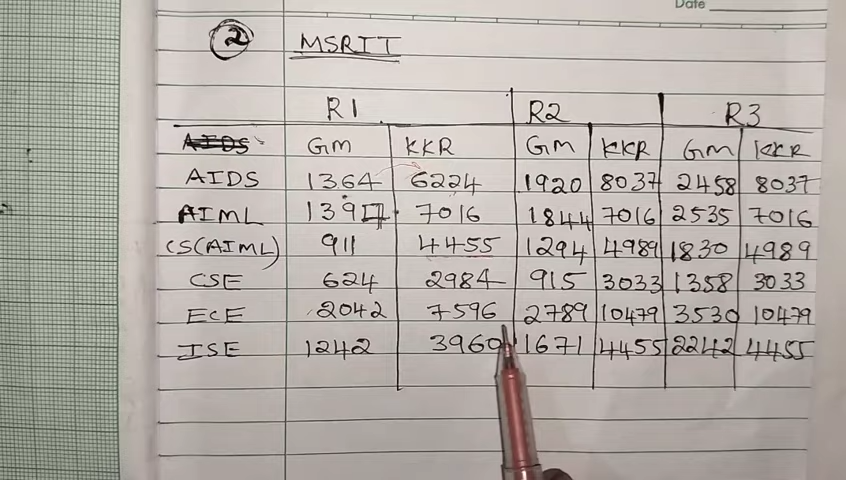 Date
2 MSRIT
R1 R2 R3
GM KKR GM KKR GM KKR
AIDS 1364 6224 1920 8037 2458 8037
AIML 1397 7016 1844 7016 2535 7016
CS(AIML) 911 4455 1294 4989 1830 4989
CSE 624 2984 915 3033 1358 3033
ECE 2042 7596 2789 10479 3530 10479
ISE 1242 3960 1671 4455 2242 4455